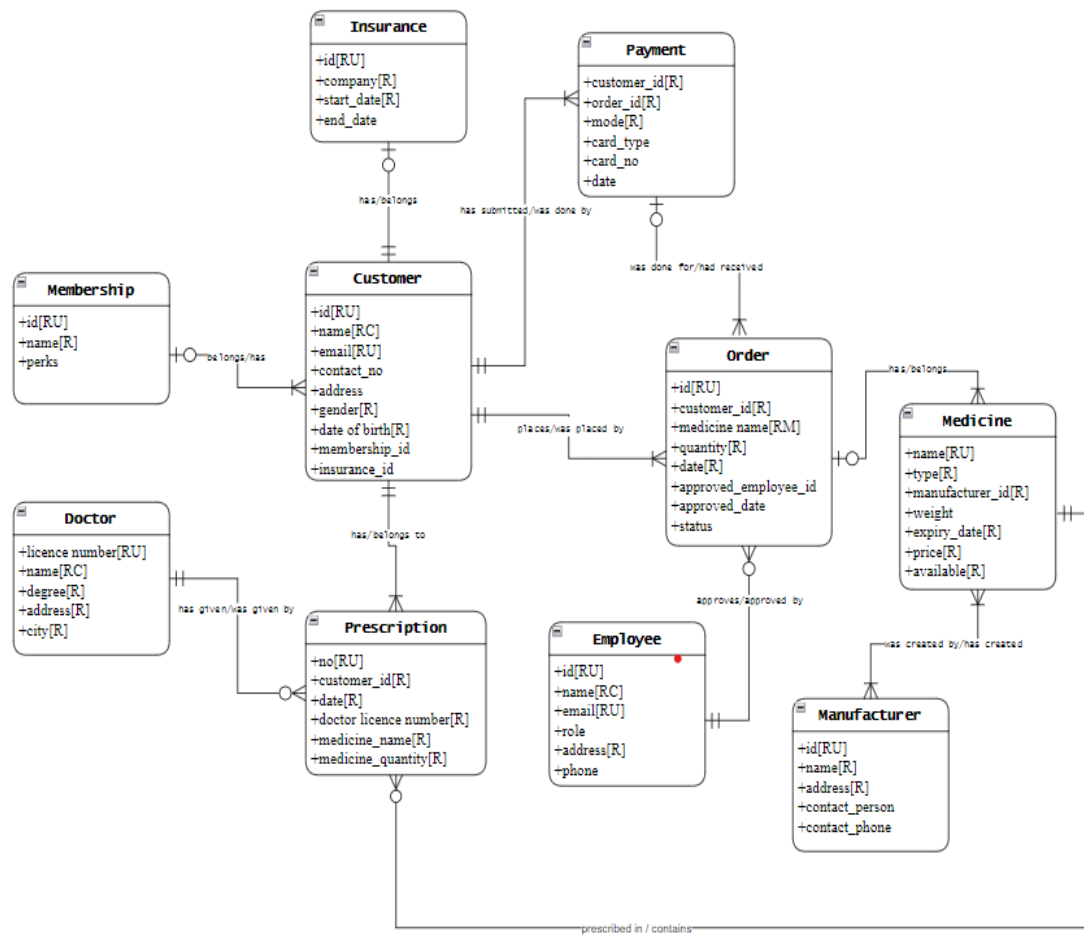 Insurance
+id[RU]
+company[R]
+start_date[R]
+end_date
Payment
+customer_id[R]
+order_id[R]
+mode[R]
+card_type
+card_no
+date
has/belongs
has submitted/was done by
was done for/had received
Membership
+id[RU]
+name[R]
+perks
belongs/has
Customer
+id[RU]
+name[RC]
+email[RU]
+contact_no
+address
+gender[R]
+date of birth[R]
+membership_id
+insurance_id
places/was placed by
Order
+id[RU]
+customer_id[R]
+medicine name[RM]
+quantity[R]
+date[R]
+approved_employee_id
+approved_date
+status
has/belongs
Medicine
+name[RU]
+type[R]
+manufacturer_id[R]
+weight
+expiry_date[R]
+price[R]
+available[R]
Doctor
+licence number[RU]
+name[RC]
+degree[R]
+address[R]
+city[R]
has/belongs to
has given/was given by
approves/approved by
Prescription
+no[RU]
+customer_id[R]
+date[R]
+doctor licence number[R]
+medicine_name[R]
+medicine_quantity[R]
Employee
+id[RU]
+name[RC]
+email[RU]
+role
+address[R]
+phone
was created by/has created
Manufacturer
+id[RU]
+name[R]
+address[R]
+contact_person
+contact_phone
prescribed in / contains